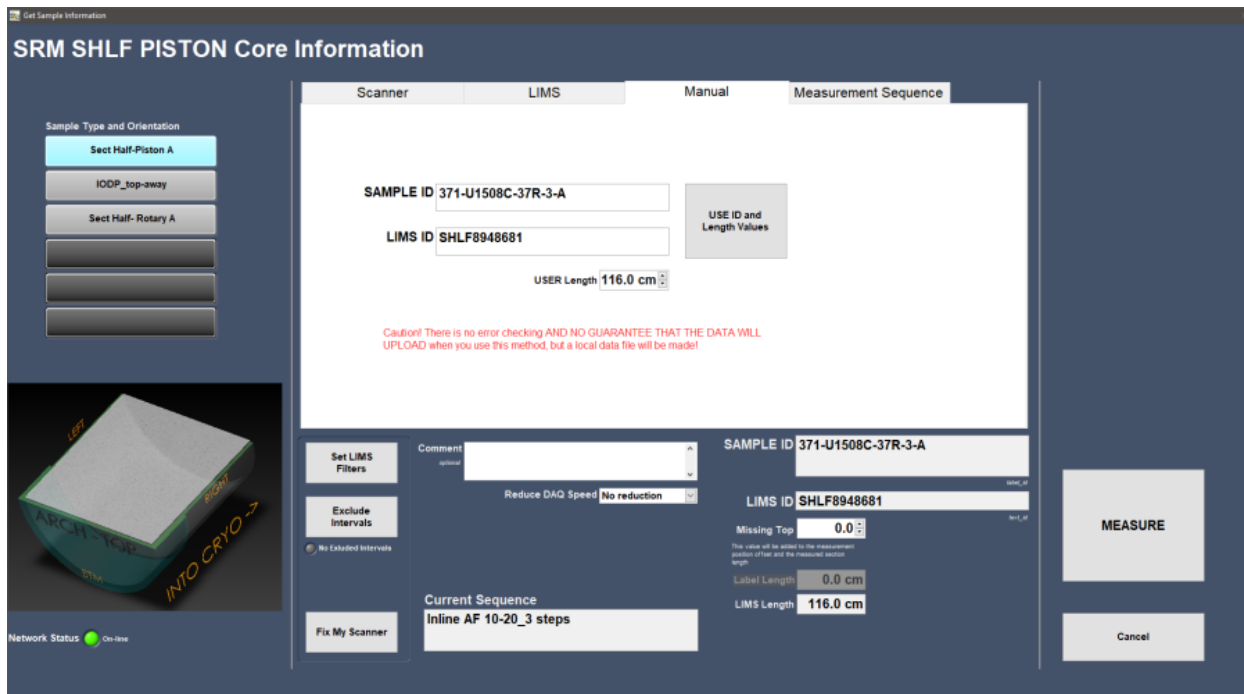 Get Sample Information
SRM SHLF PISTON Core Information
Scanner
LIMS
Manual
Measurement Sequence
Sample Type and Orientation
Sect Half-Piston A
IODP_top-away
Sect Half- Rotary A
SAMPLE ID 371-U1508C-37R-3-A
LIMS ID SHLF8948681
USER Length 116.0 cm
USE ID and
Length Values
Caution! There is no error checking AND NO GUARANTEE THAT THE DATA WILL
UPLOAD when you use this method, but a local data file will be made!
LEFT
RIGHT
ARCH - TOP
BTM
INTO CRYO ->
Network Status
On-line
Set LIMS
Filters
Exclude
Intervals
No Exluded Intervals
Fix My Scanner
Comment
optional
Reduce DAQ Speed No reduction
Current Sequence
Inline AF 10-20_3 steps
SAMPLE ID 371-U1508C-37R-3-A
label_id
LIMS ID SHLF8948681
text_id
Missing Top 0.0
This value will be added to the measurement
position offset and the measured section
length
Label Length 0.0 cm
LIMS Length 116.0 cm
MEASURE
Cancel